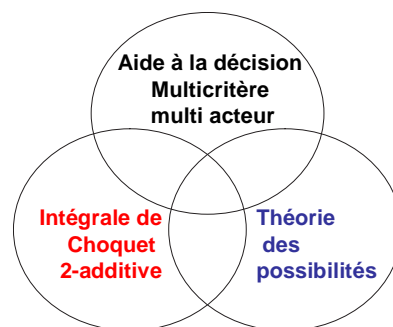 Aide à la décision
Multicritère
multi acteur
Intégrale de
Choquet
2-additive
Théorie
des
possibilités